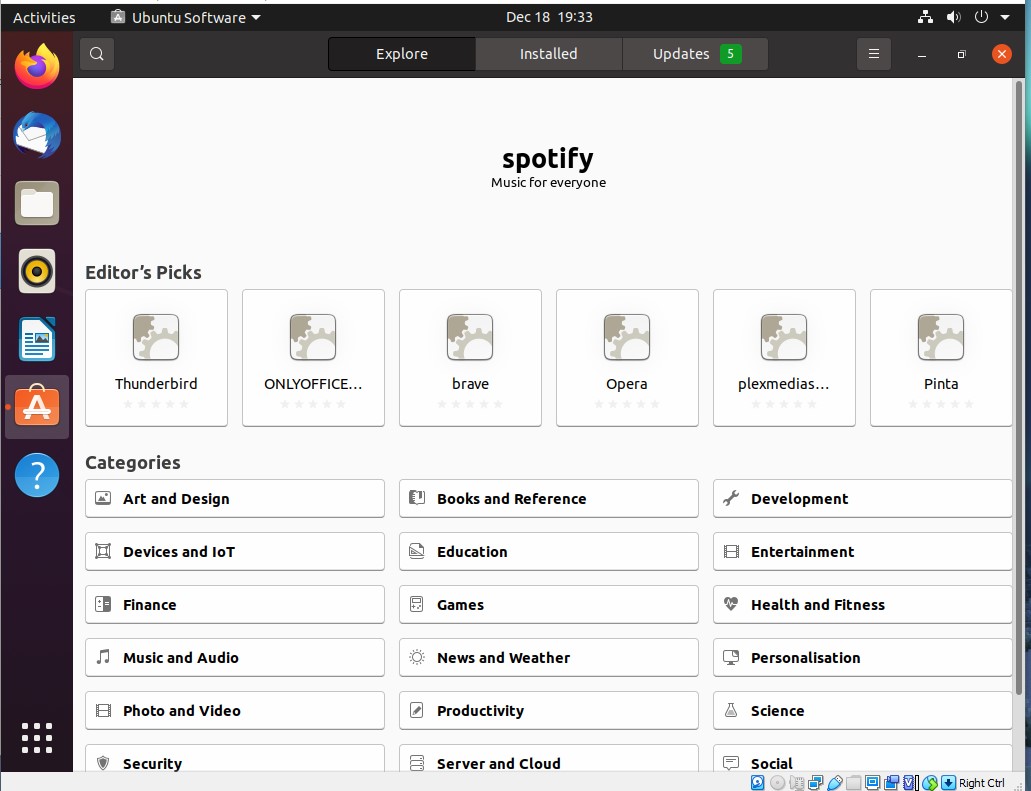 Activities
Ubuntu Software
Dec 18 19:33
Explore
Installed
Updates 5
spotify
Music for everyone
Editor’s Picks
Thunderbird
ONLYOFFICE…
brave
Opera
plexmedias…
Pinta
Categories
Art and Design
Books and Reference
Development
Devices and IoT
Education
Entertainment
Finance
Games
Health and Fitness
Music and Audio
News and Weather
Personalisation
Photo and Video
Productivity
Science
Security
Server and Cloud
Social
Right Ctrl